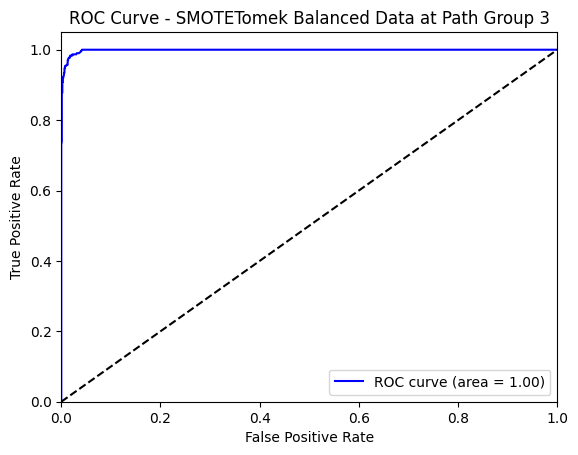 ROC Curve - SMOTETomek Balanced Data at Path Group 3
True Positive Rate
1.0
0.8
0.6
0.4
0.2
0.0
ROC curve (area = 1.00)
0.0 0.2 0.4 0.6 0.8 1.0
False Positive Rate